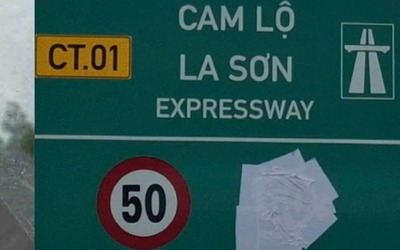 CT.01
CAM LỘ
LA SƠN
EXPRESSWAY
50